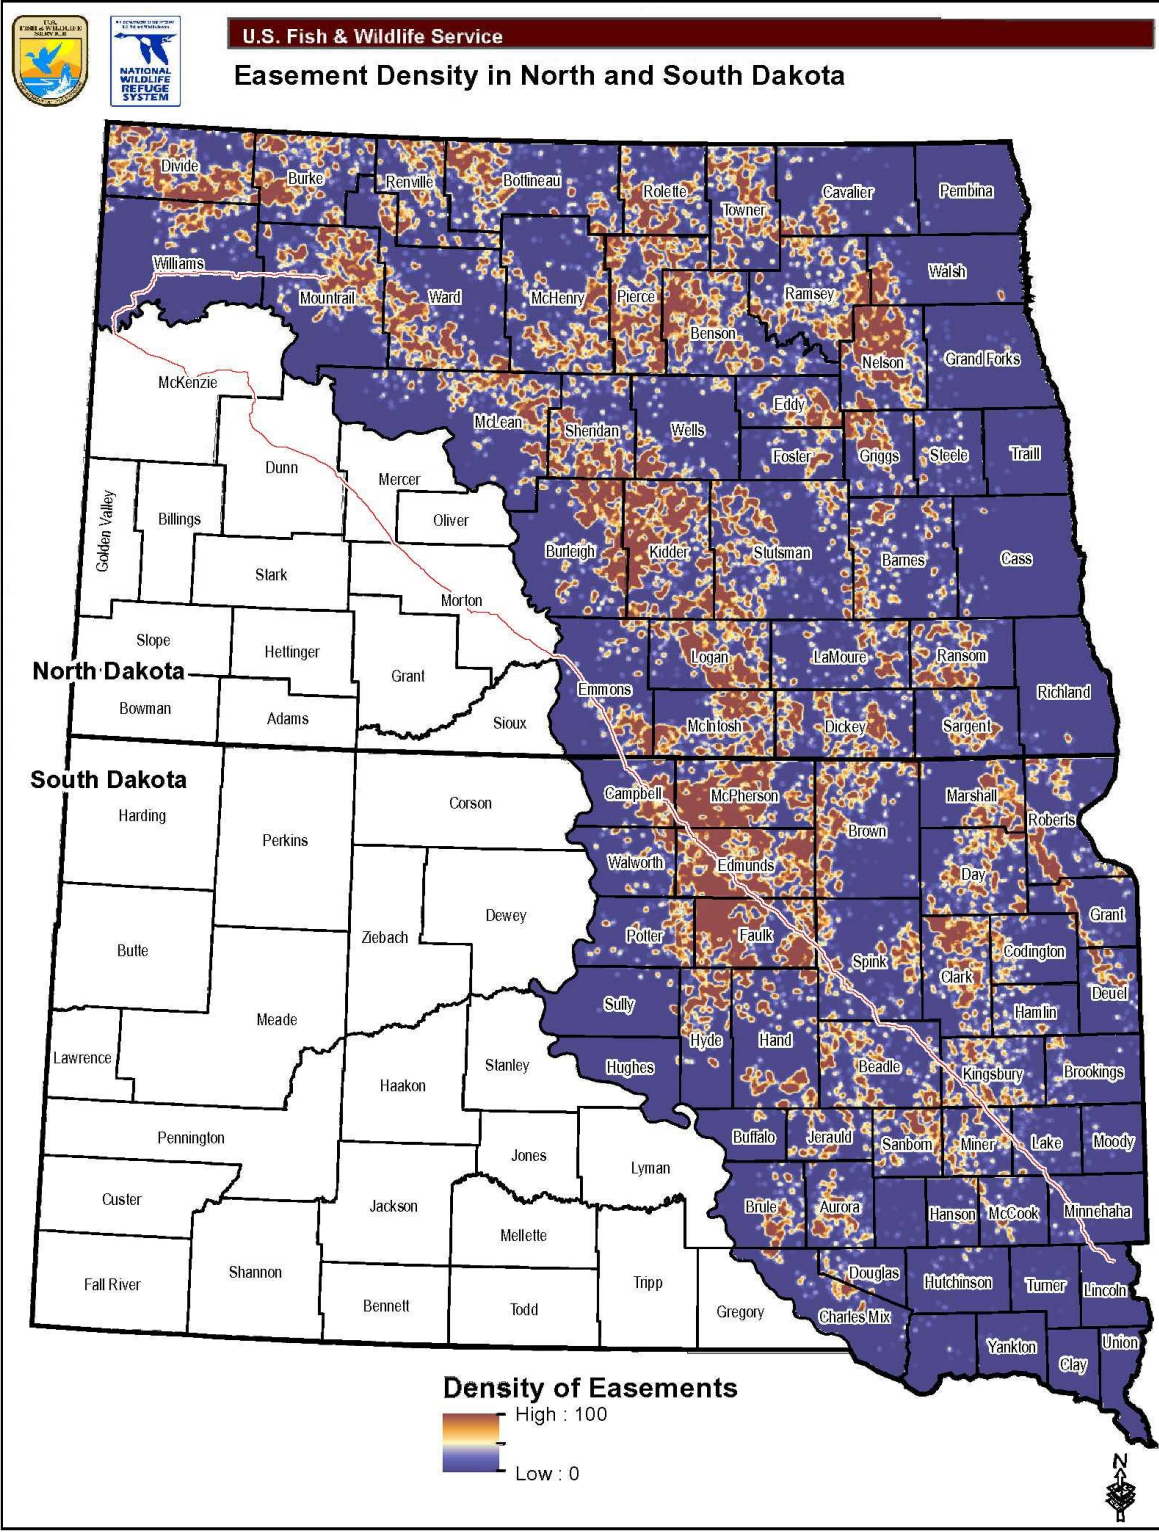 U.S.
FISH & WILDLIFE
SERVICE
NATIONAL
WILDLIFE
REFUGE
SYSTEM
U.S. Fish & Wildlife Service
Easement Density in North and South Dakota
Divide
Burke
Renville
Bottineau
Rolette
Towner
Cavalier
Pembina
Williams
Mountrail
Ward
McHenry
Pierce
Benson
Ramsey
Walsh
Nelson
Grand Forks
McKenzie
McLean
Sheridan
Wells
Eddy
Foster
Griggs
Steele
Traill
Dunn
Mercer
Oliver
Golden Valley
Billings
Stark
Burleigh
Kidder
Stutsman
Barnes
Cass
Morton
Slope
Hettinger
Grant
Logan
LaMoure
Ransom
Richland
North Dakota
Emmons
Bowman
Adams
Sioux
McIntosh
Dickey
Sargent
South Dakota
Harding
Perkins
Corson
Campbell
McPherson
Brown
Marshall
Roberts
Walworth
Edmunds
Day
Butte
Ziebach
Dewey
Potter
Faulk
Spink
Clark
Codington
Grant
Deuel
Hamlin
Meade
Sully
Hyde
Hand
Lawrence
Haakon
Stanley
Hughes
Beadle
Kingsbury
Brookings
Pennington
Jones
Lyman
Buffalo
Jerauld
Sanborn
Miner
Lake
Moody
Custer
Jackson
Mellette
Brule
Aurora
Hanson
McCook
Minnehaha
Fall River
Shannon
Bennett
Todd
Tripp
Gregory
Douglas
Charles Mix
Hutchinson
Turner
Lincoln
Yankton
Clay
Union
Density of Easements
High : 100
Low : 0
N